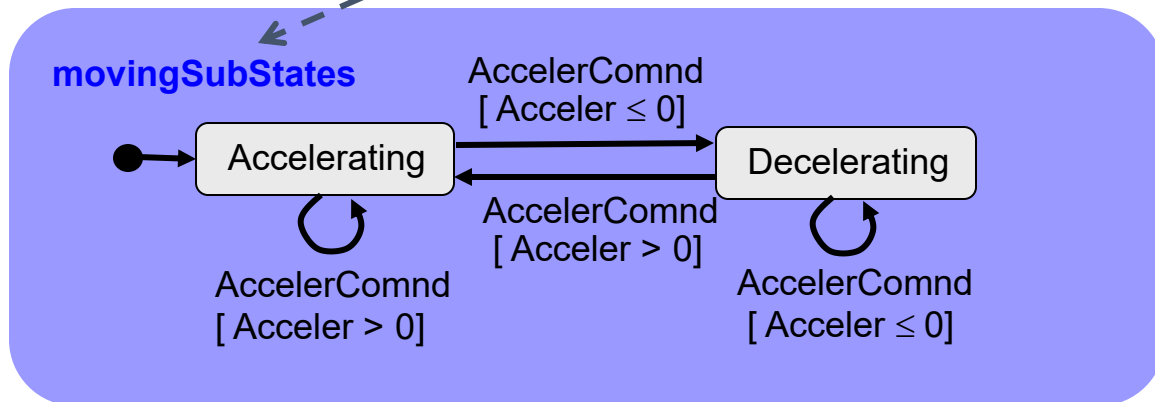 movingSubStates
AccelerComnd
[ Acceler ≤ 0]
Accelerating
Decelerating
AccelerComnd
[ Acceler > 0]
AccelerComnd
[ Acceler > 0]
AccelerComnd
[ Acceler ≤ 0]